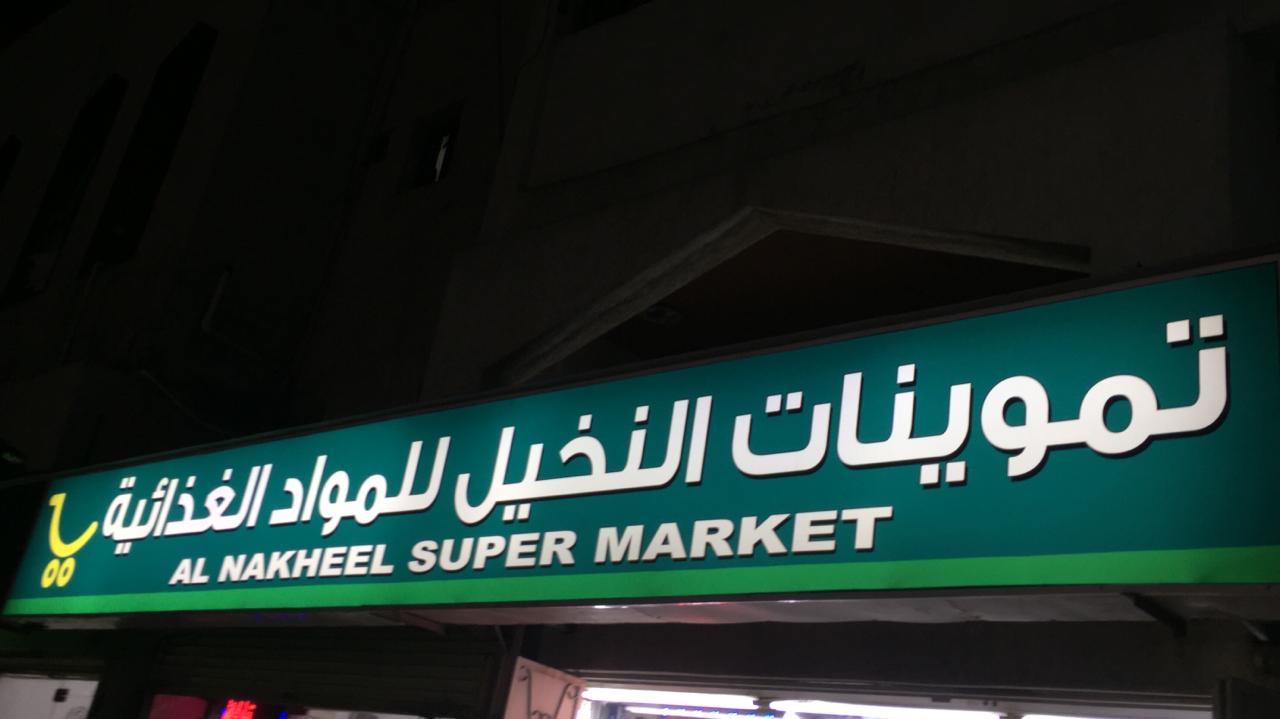 تموينات النخيل للمواد الغذائية
AL NAKHEEL SUPER MARKET